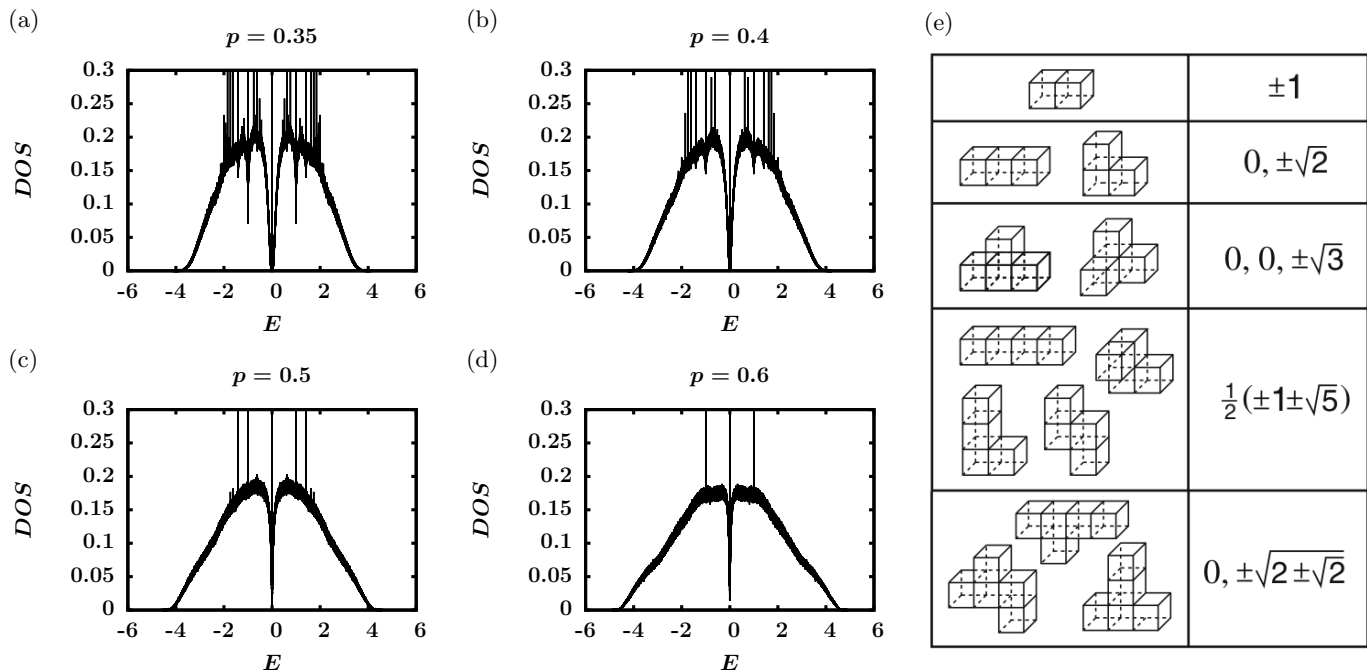 (a)
p = 0.35
DOS
0.3
0.25
0.2
0.15
0.1
0.05
0
-6 -4 -2 0 2 4 6
E
(b)
p = 0.4
DOS
0.3
0.25
0.2
0.15
0.1
0.05
0
-6 -4 -2 0 2 4 6
E
(c)
p = 0.5
DOS
0.3
0.25
0.2
0.15
0.1
0.05
0
-6 -4 -2 0 2 4 6
E
(d)
p = 0.6
DOS
0.3
0.25
0.2
0.15
0.1
0.05
0
-6 -4 -2 0 2 4 6
E
(e)
±1
0, ±√2
0, 0, ±√3
½(±1±√5)
0, ±√(2 ±√2)